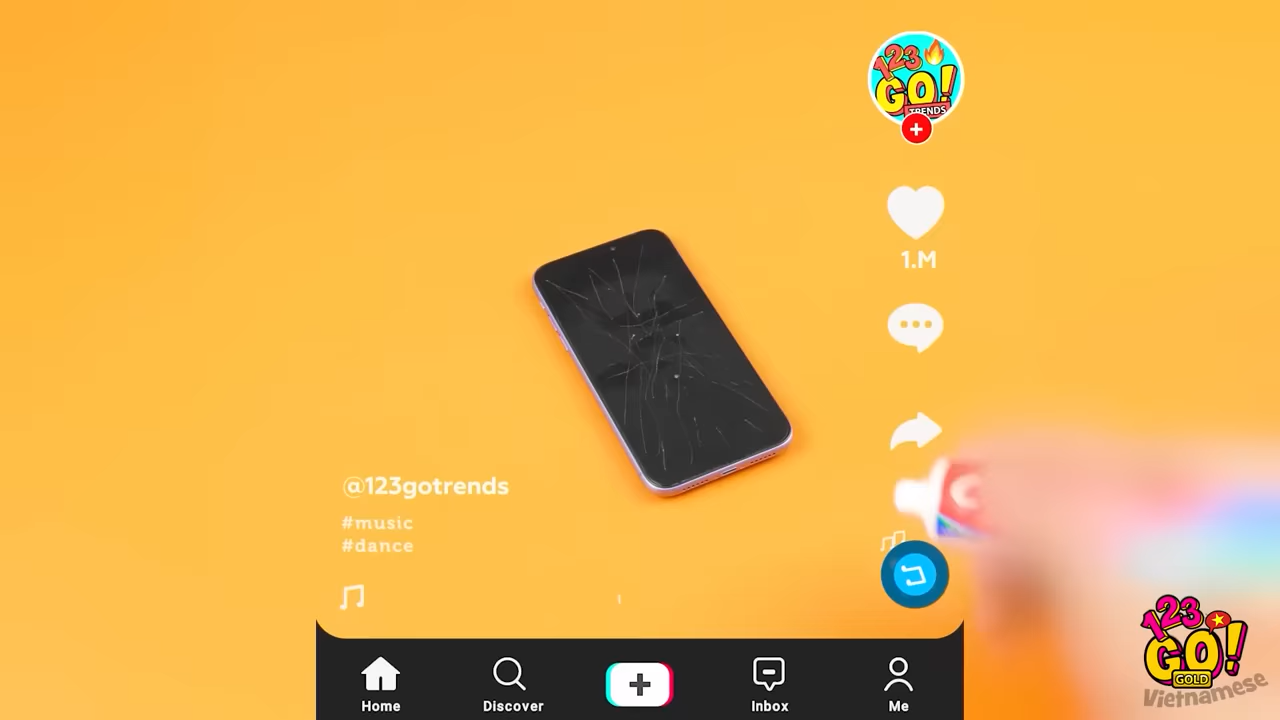 123
GO!
TRENDS
1.M
@123gotrends
#music
#dance
Home
Discover
Inbox
Me
123
GO!
GOLD
Vietnamese